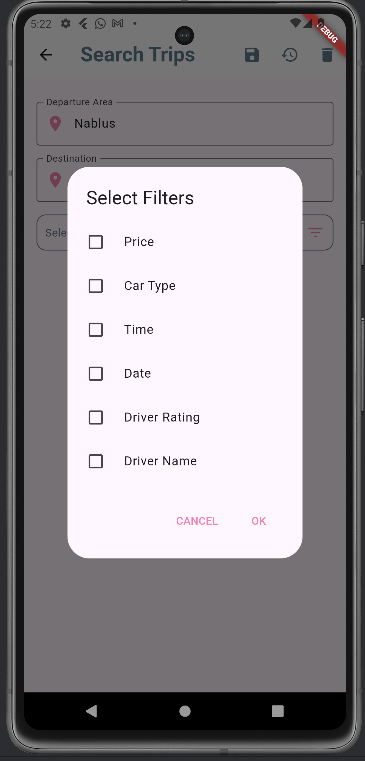 5:22
DEBUG
Search Trips
Departure Area
Nablus
Destination
Sele
Select Filters
Price
Car Type
Time
Date
Driver Rating
Driver Name
CANCEL OK